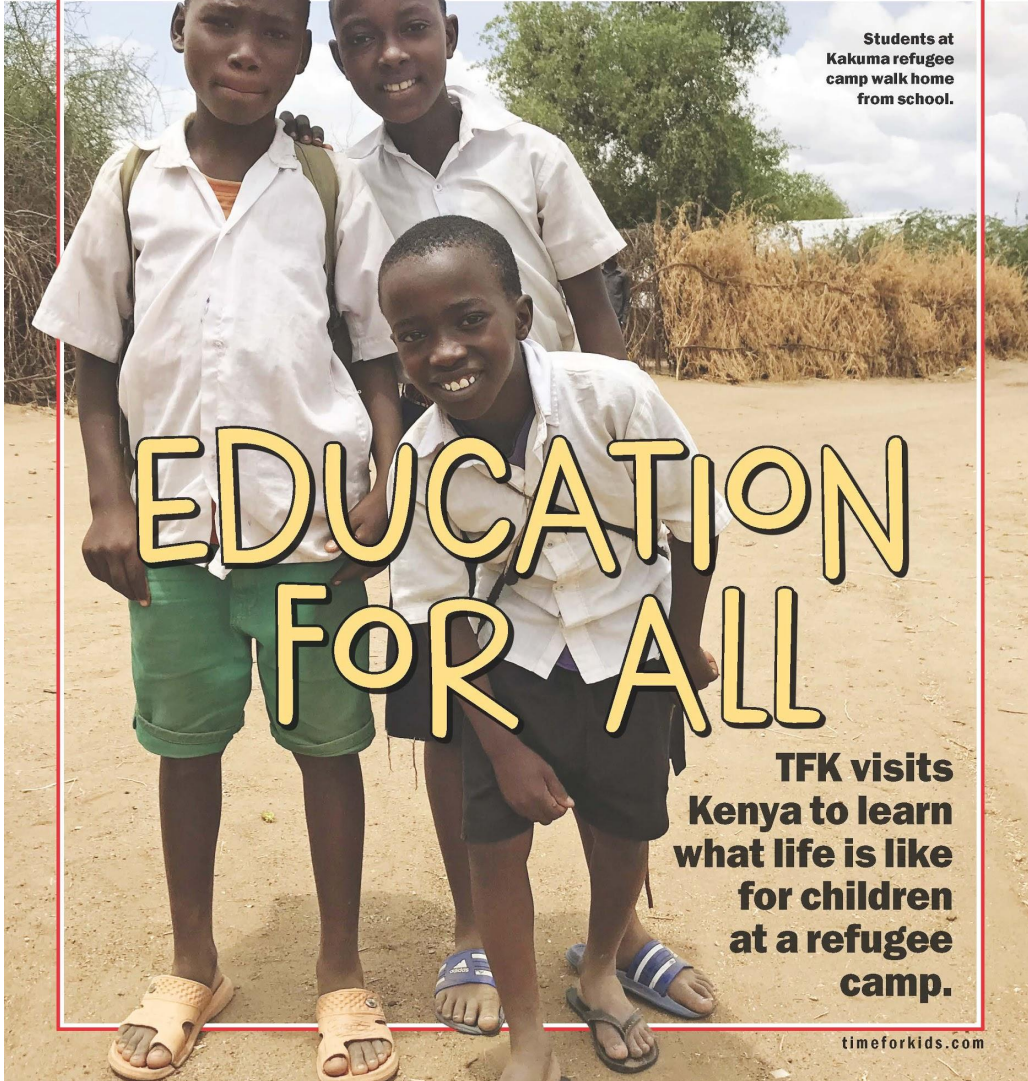 Students at
Kakuma refugee
camp walk home
from school.
EDUCATION
FOR ALL
TFK visits
Kenya to learn
what life is like
for children
at a refugee
camp.
adidas
timeforkids.com